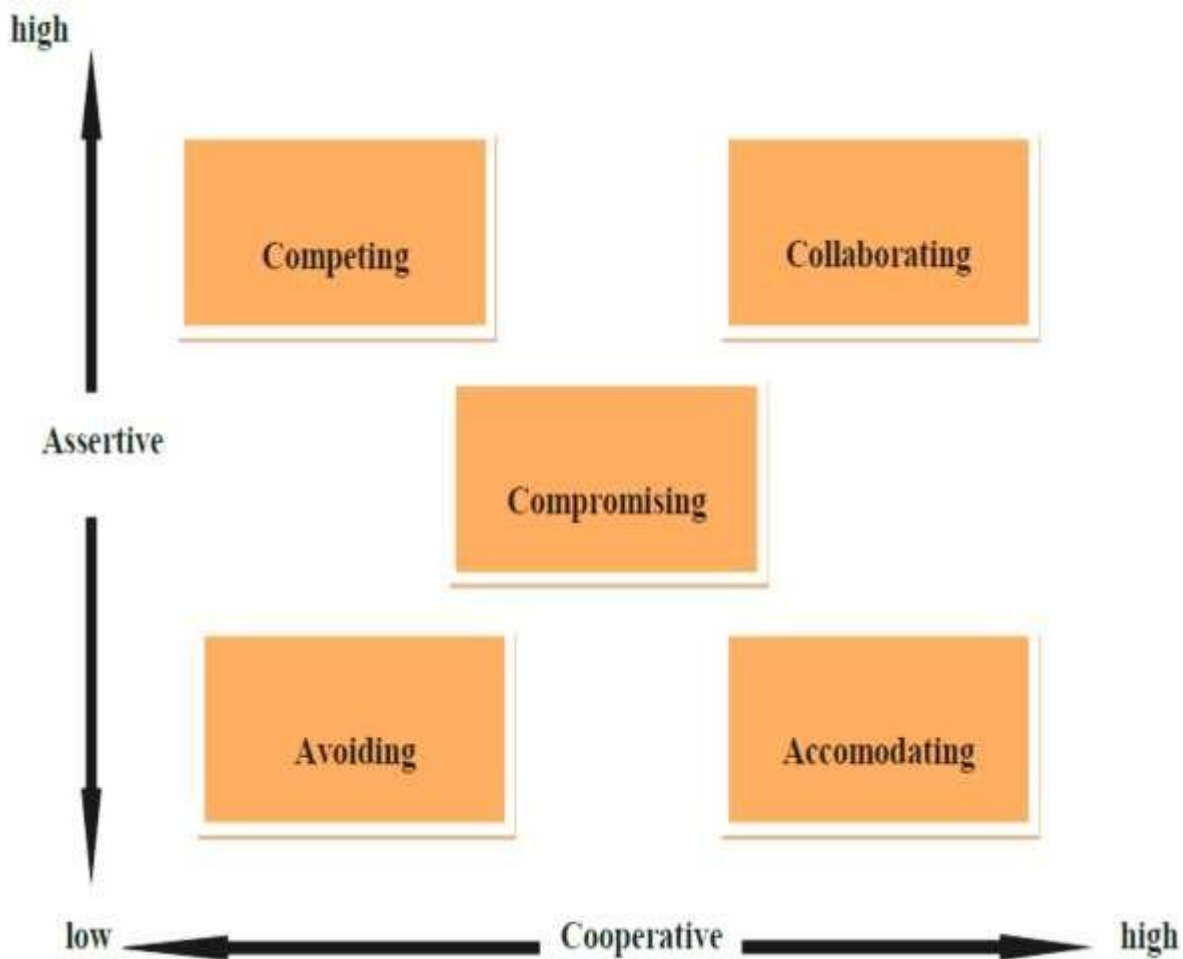 high
Competing
Collaborating
Assertive
Compromising
Avoiding
Accomodating
low
Cooperative
high